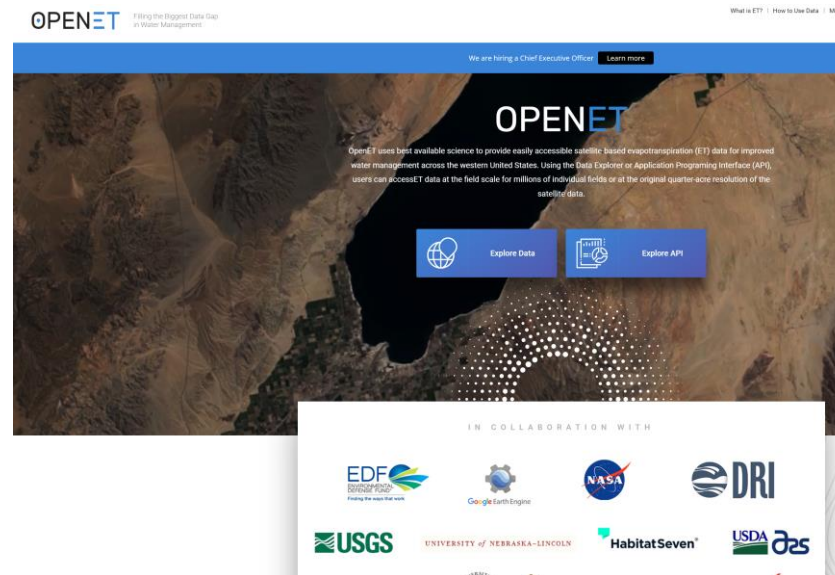 OPENET
Filling the Biggest Data Gap
in Water Management
What is ET? | How to Use Data |
We are hiring a Chief Executive Officer Learn more
OPENET
OpenET uses best available science to provide easily accessible satellite based evapotranspiration (ET) data for improved
water management across the western United States. Using the Data Explorer or Application Programing Interface (API),
users can accessET data at the field scale for millions of individual fields or at the original quarter-acre resolution of the
satellite data.
Explore Data
Explore API
IN COLLABORATION WITH
EDF
ENVIRONMENTAL
DEFENSE FUND
Finding the ways that work
Google Earth Engine
NASA
DRI
USGS
UNIVERSITY of NEBRASKA–LINCOLN
HabitatSeven
USDA